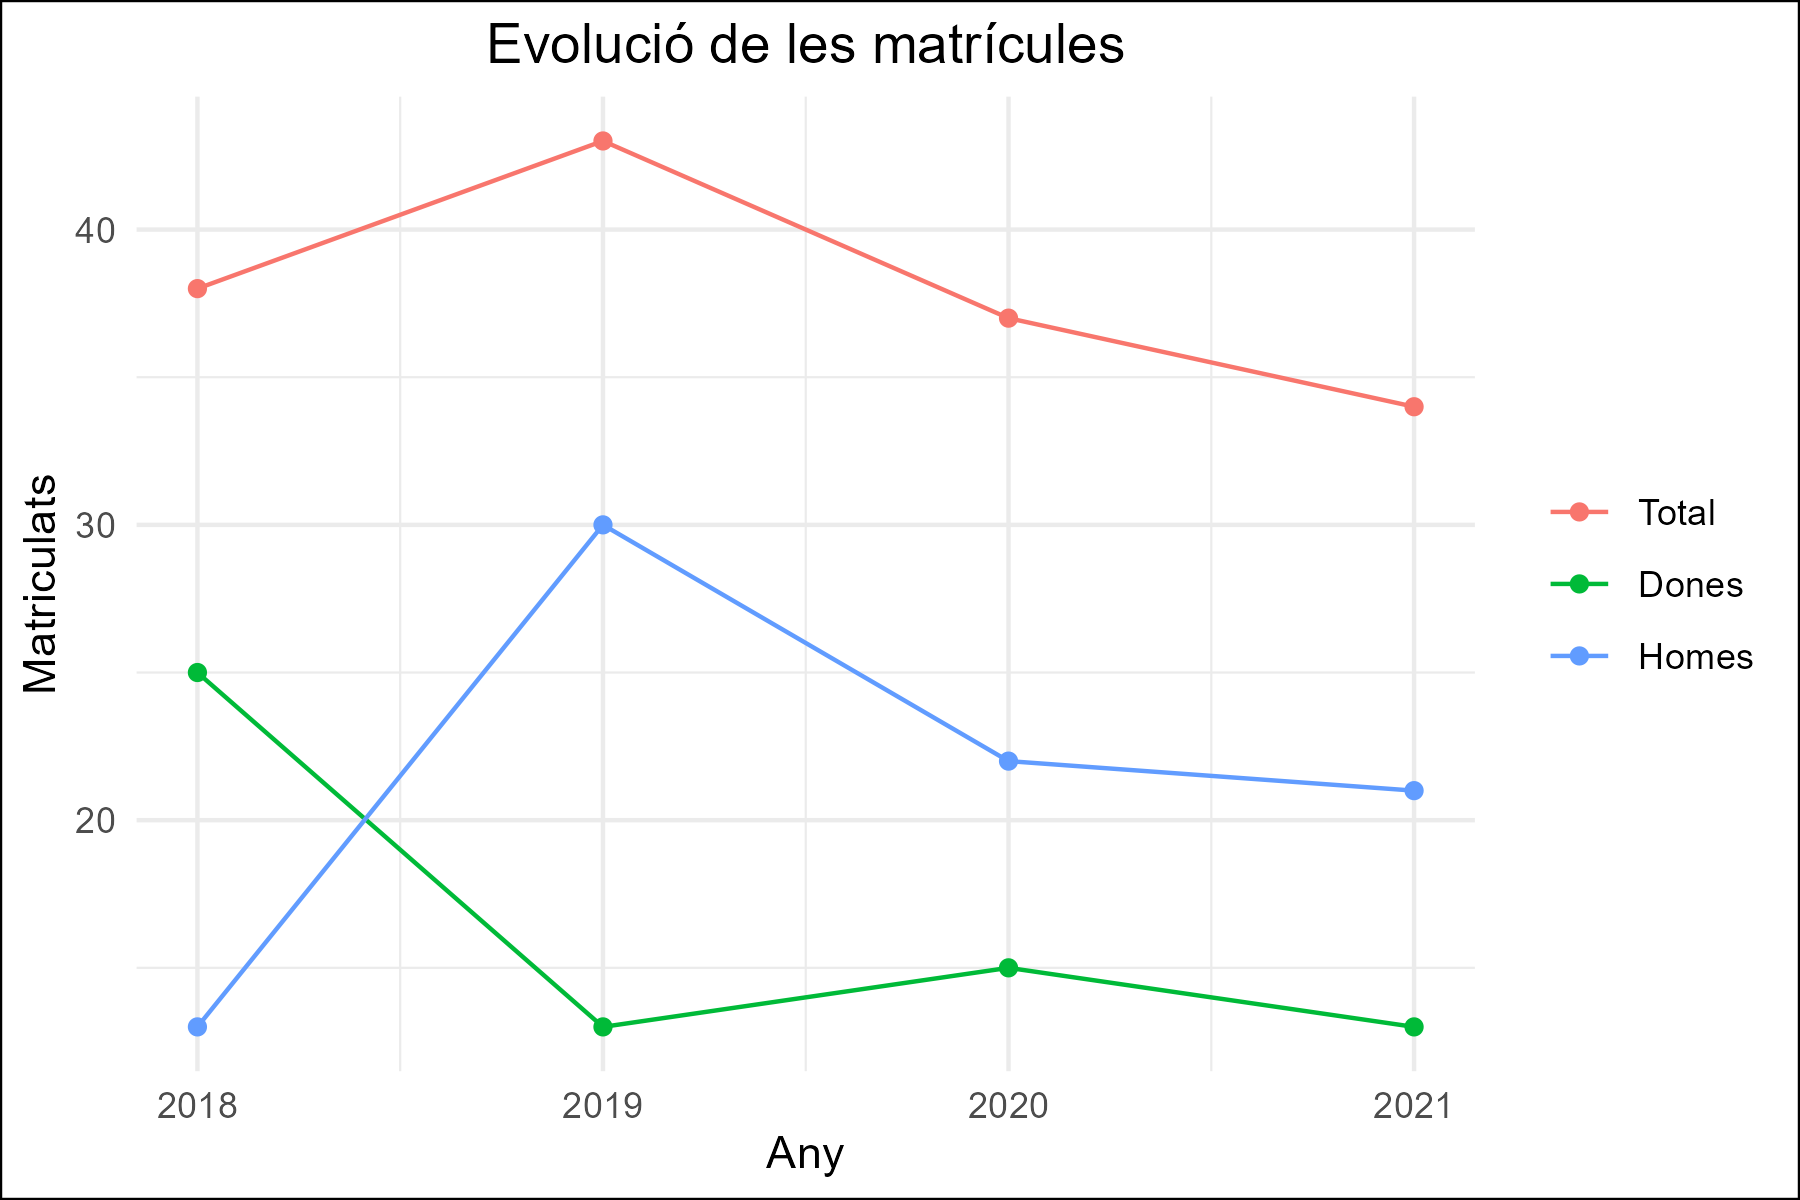 Evolució de les matrícules
Matriculats
40
30
20
2018
2019
2020
2021
Any
Total
Dones
Homes